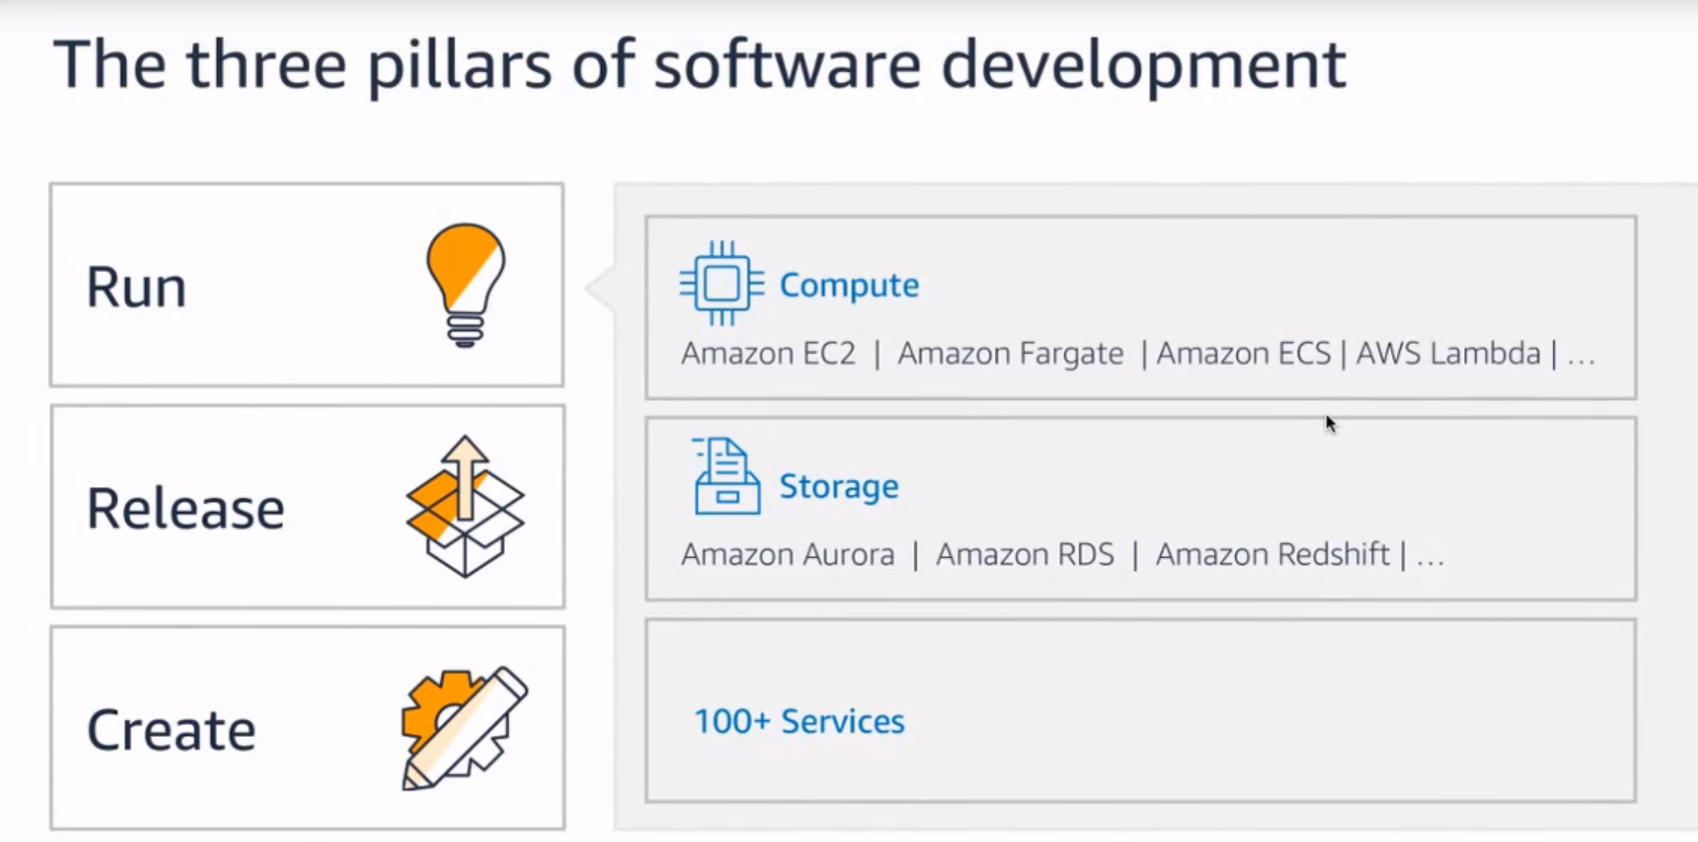 The three pillars of software development
Run
Release
Create
Compute
Amazon EC2 | Amazon Fargate | Amazon ECS | AWS Lambda | ...
Storage
Amazon Aurora | Amazon RDS | Amazon Redshift | ...
100+ Services